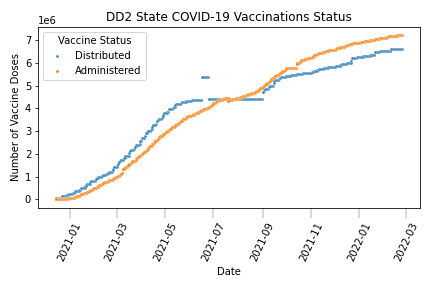 DD2 State COVID-19 Vaccinations Status
1e6
Vaccine Status
Distributed
Administered
7
6
5
4
3
2
1
0
Number of Vaccine Doses
2021-01
2021-03
2021-05
2021-07
2021-09
2021-11
2022-01
2022-03
Date